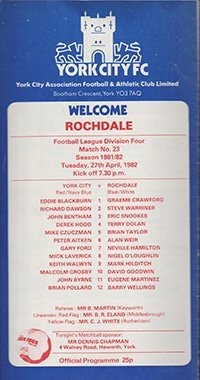 YORK CITY FC
York City Association Football & Athletic Club Limited
Bootham Crescent, York YO3 7AQ
WELCOME
ROCHDALE
Football League Division Four
Match No. 23
Season 1981/82
Tuesday, 27th April, 1982
Kick off 7.30 p.m.
YORK CITY v ROCHDALE
Red/Navy Blue Blue/White
EDDIE BLACKBURN 1 GRAEME CRAWFORD
RICHARD DAWSON 2 STEVE WARRINER
JOHN BENTHAM 3 ERIC SNOOKES
DEREK HOOD 4 TERRY DOLAN
MIKE CZUCZMAN 5 BRIAN TAYLOR
PETER AITKEN 6 ALAN WEIR
GARY FORD 7 NEVILLE HAMILTON
MICK LAVERICK 8 NIGEL O'LOUGHLIN
KEITH WALWYN 9 MARK HILDITCH
MALCOLM CROSBY 10 DAVID GOODWIN
JOHN BYRNE 11 EUGENE MARTINEZ
BRIAN POLLARD 12 BARRY WELLINGS
Referee : MR B. MARTIN (Keyworth)
Linesmen: Red Flag : MR. B. R. ELAND (Middlesbrough)
Yellow Flag : MR. C. J. WHITE (Rotherham)
Tonight's Matchball sponsor:
MR DENNIS CHAPMAN
4 Walney Road, Heworth, York.
Official Programme 25p